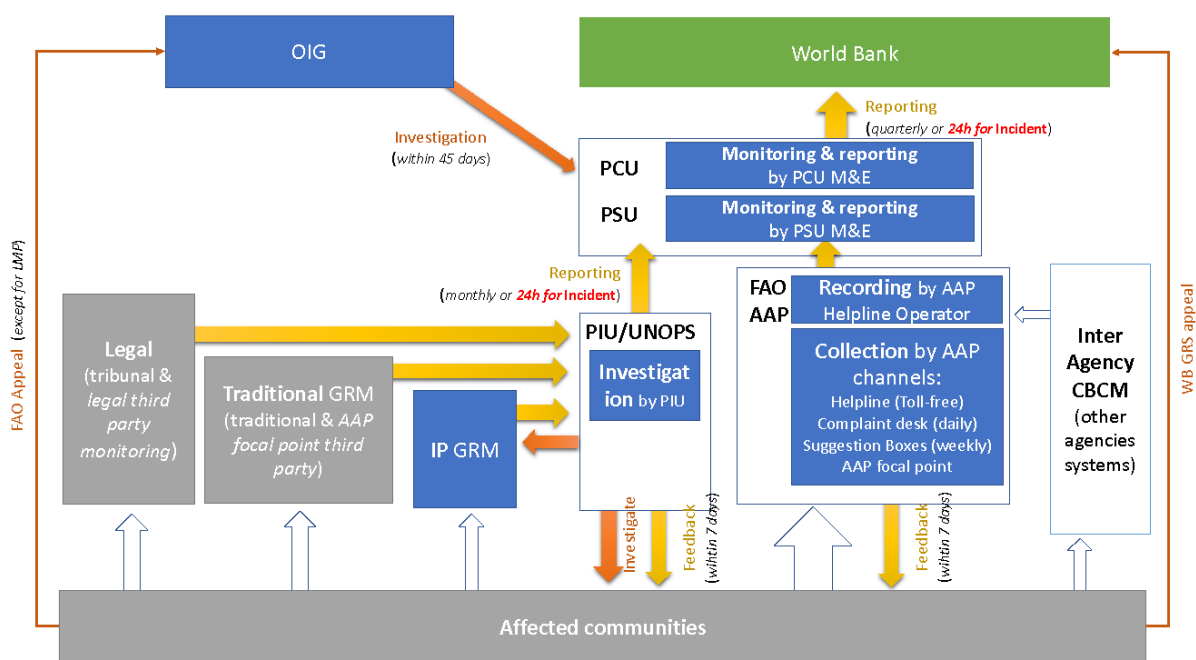 OIG
World Bank
Investigation
(within 45 days)
Reporting
(quarterly or 24h for Incident)
PCU
Monitoring & reporting
by PCU M&E
PSU
Monitoring & reporting
by PSU M&E
FAO Appeal (except for LMP)
WB GRS appeal
Reporting
(monthly or 24h for Incident)
Legal
(tribunal &
legal third
party
monitoring)
Traditional GRM
(traditional & AAP
focal point third
party)
IP GRM
PIU/UNOPS
Investigat
ion by PIU
FAO
AAP
Recording by AAP
Helpline Operator
Collection by AAP
channels:
Helpline (Toll-free)
Complaint desk (daily)
Suggestion Boxes (weekly)
AAP focal point
Inter
Agency
CBCM
(other
agencies
systems)
Investigate
Feedback
(wihtin 7 days)
Feedback
(wihtin 7 days)
Affected communities